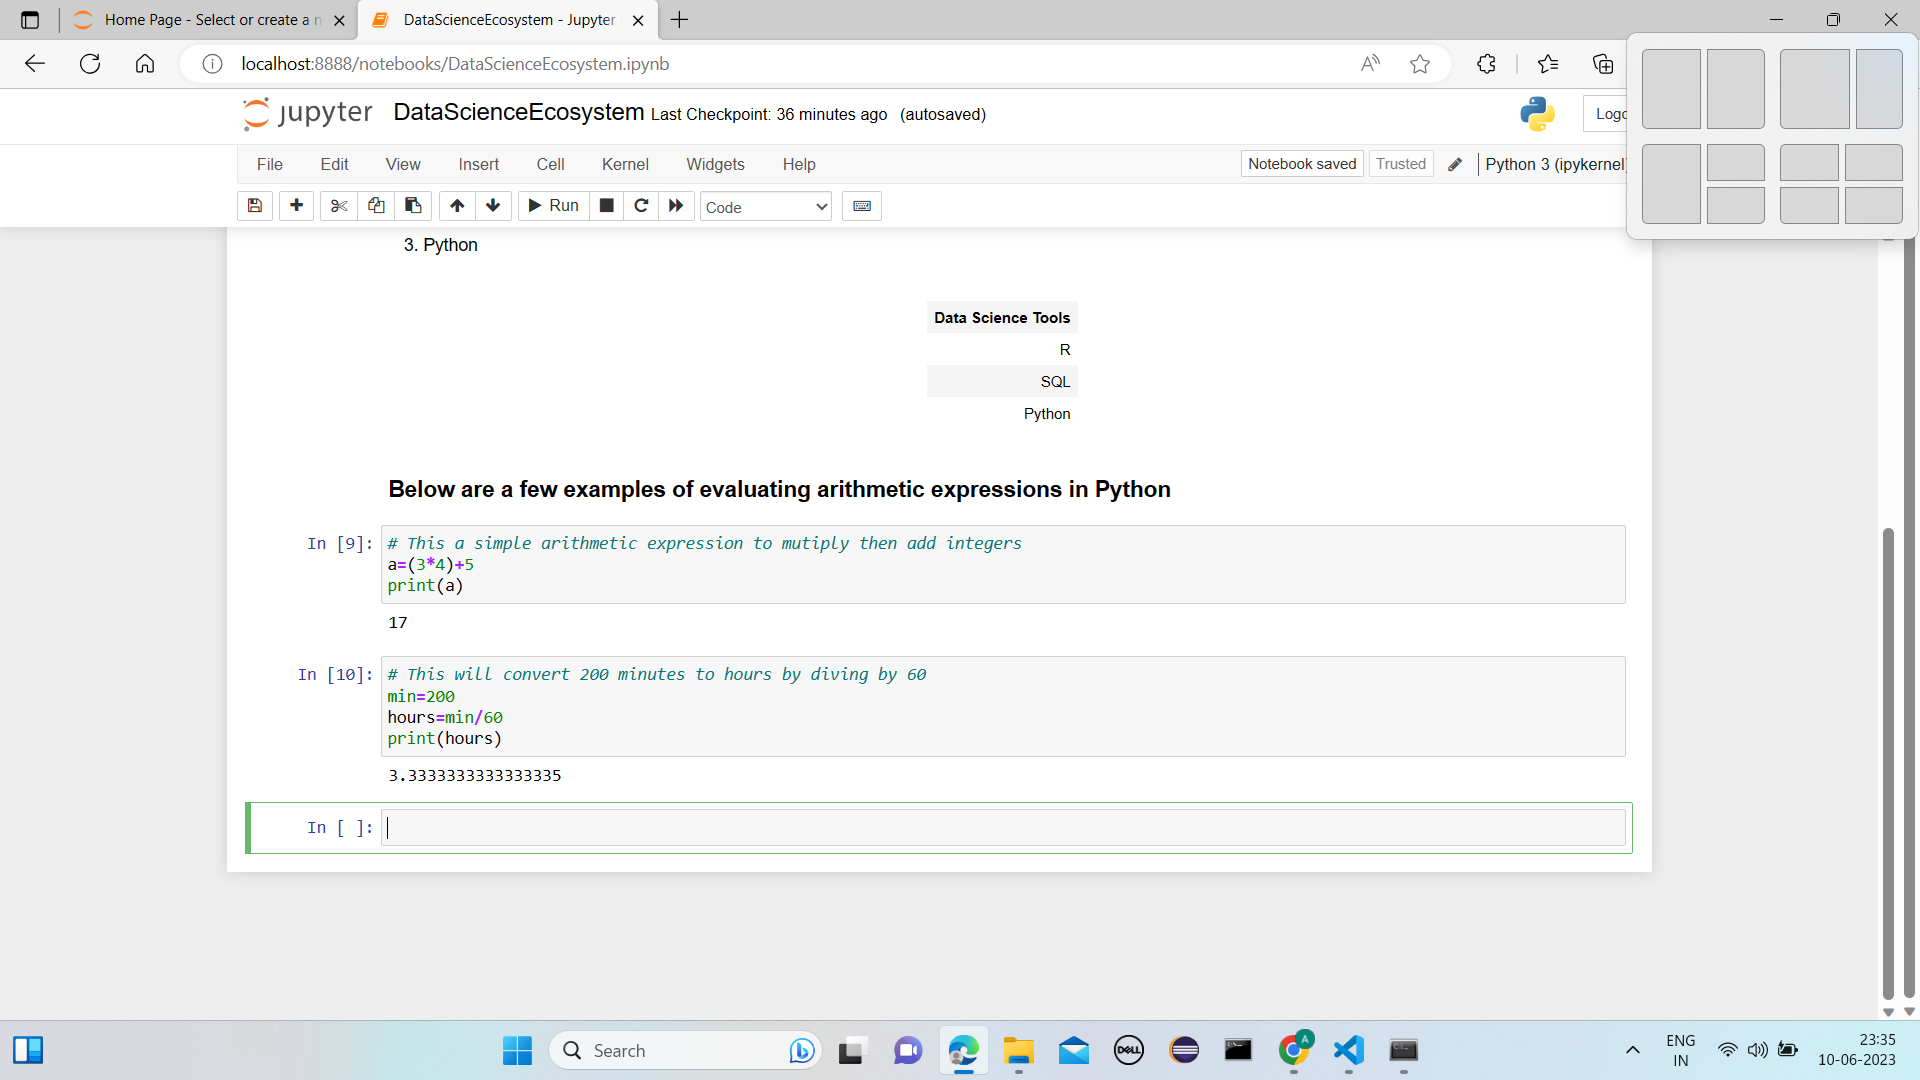 Home Page - Select or create a n
DataScienceEcosystem - Jupyter
localhost:8888/notebooks/DataScienceEcosystem.ipynb
jupyter DataScienceEcosystem Last Checkpoint: 36 minutes ago (autosaved)
Logo
File Edit View Insert Cell Kernel Widgets Help
Notebook saved Trusted Python 3 (ipykernel)
Run Code
3. Python
Data Science Tools
R
SQL
Python
Below are a few examples of evaluating arithmetic expressions in Python
In [9]: # This a simple arithmetic expression to mutiply then add integers
a=(3*4)+5
print(a)
17
In [10]: # This will convert 200 minutes to hours by diving by 60
min=200
hours=min/60
print(hours)
3.3333333333333335
In [ ]:
Search
DELL
A
ENG
IN
23:35
10-06-2023